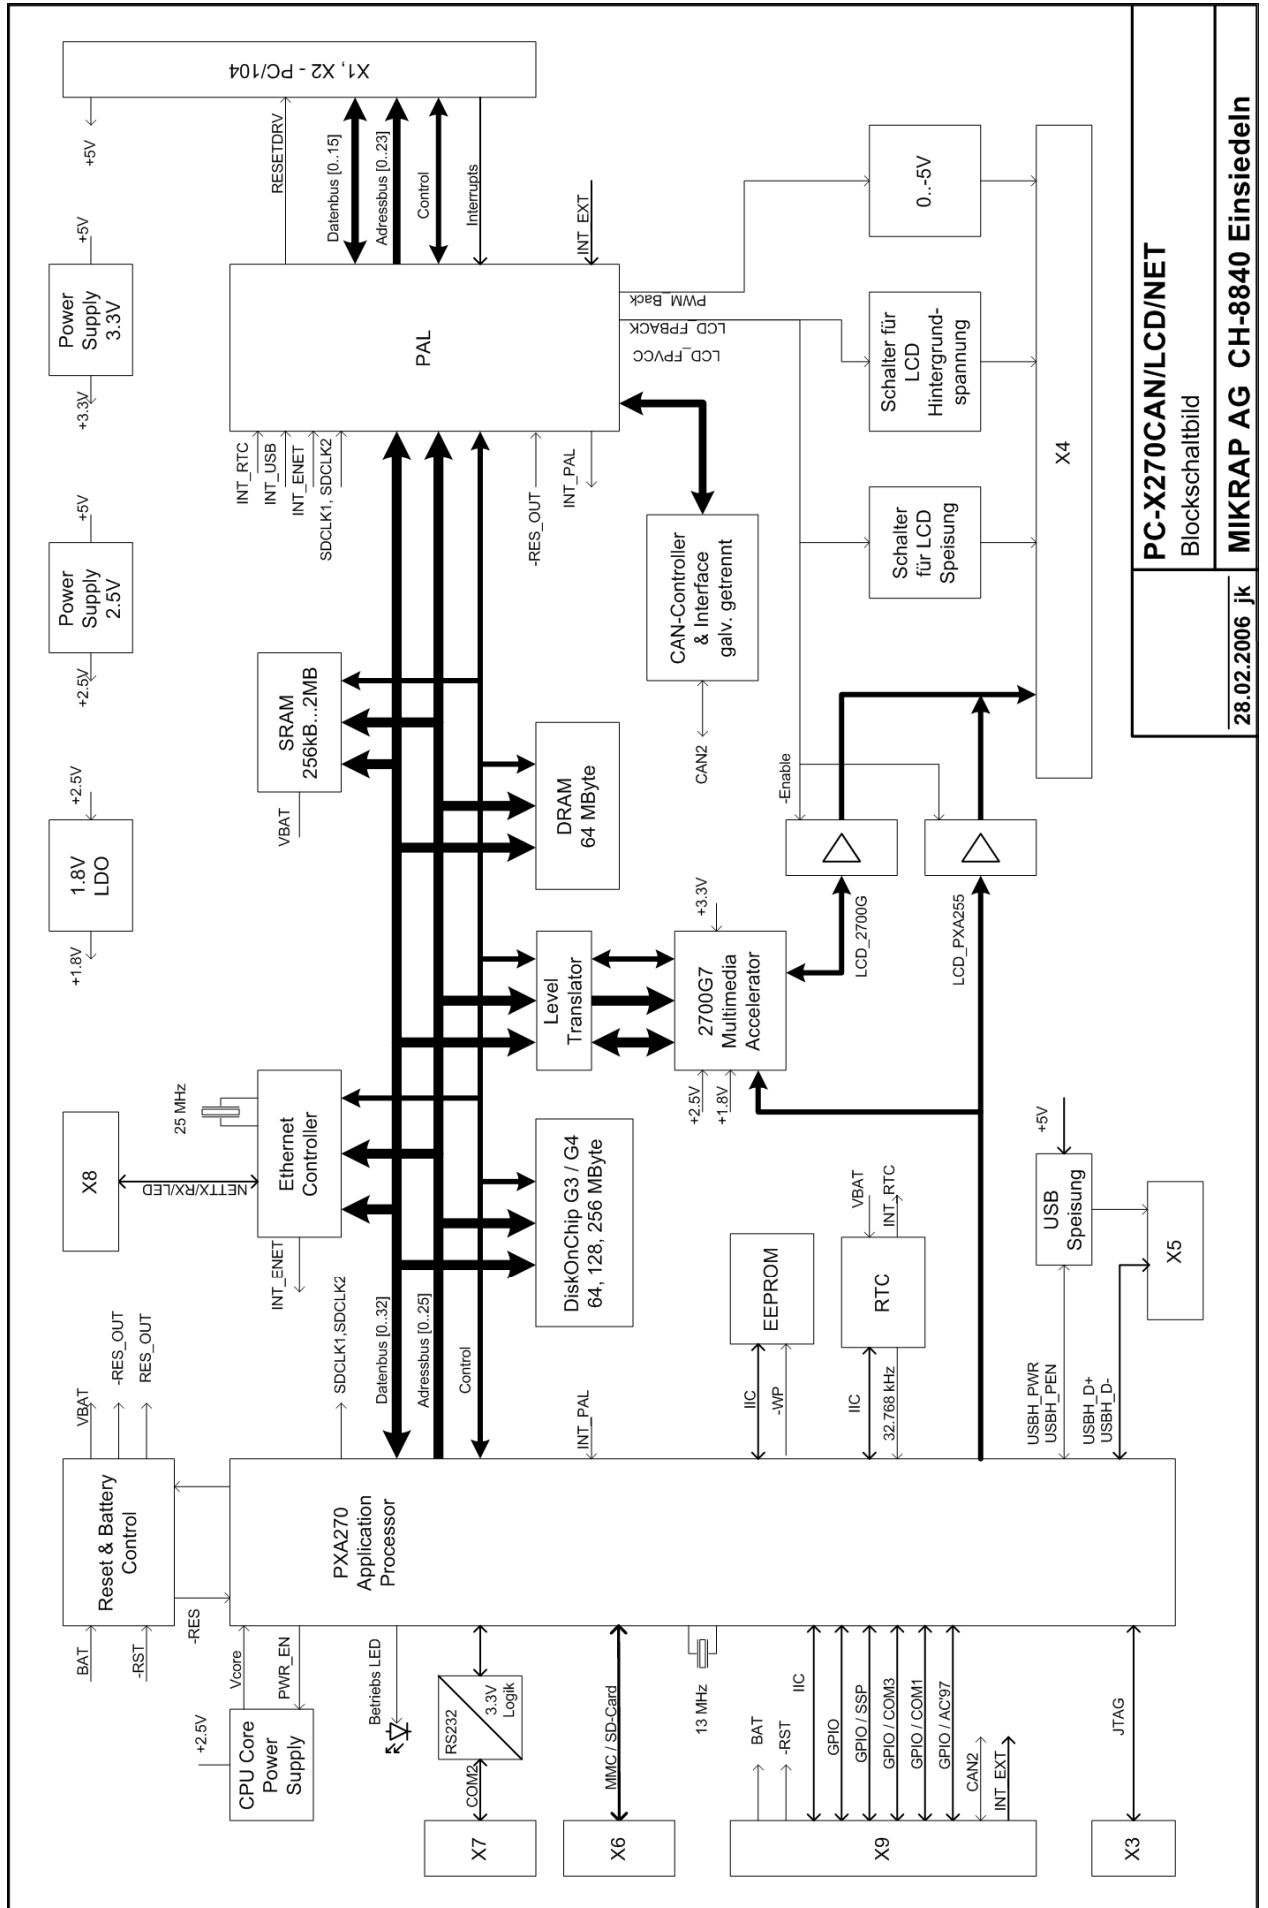 X1, X2 - PC/104
+5V
RESETDRV
Datenbus [0..15]
Adressbus [0..23]
Control
Interrupts
INT_EXT
+5V
Power
Supply
3.3V
+3.3V
+5V
Power
Supply
2.5V
+2.5V
+2.5V
1.8V
LDO
+1.8V
PAL
INT_RTC
INT_USB
INT_ENET
SDCLK1, SDCLK2
-RES_OUT
INT_PAL
PWM_Back
LCD_FPBACK
LCD_FPVCC
0..-5V
Schalter für
LCD
Hintergrund-
spannung
Schalter
für LCD
Speisung
X4
CAN-Controller
& Interface
galv. getrennt
CAN2
SRAM
256kB...2MB
VBAT
DRAM
64 MByte
-Enable
LCD_2700G
LCD_PXA255
Level
Translator
2700G7
Multimedia
Accelerator
+3.3V
+2.5V
+1.8V
X8
NETTX/RX/LED
25 MHz
Ethernet
Controller
INT_ENET
DiskOnChip G3 / G4
64, 128, 256 MByte
SDCLK1,SDCLK2
Datenbus [0..32]
Adressbus [0..25]
Control
INT_PAL
EEPROM
IIC
-WP
RTC
VBAT
INT_RTC
IIC
32.768 kHz
+5V
USB
Speisung
X5
USBH_PWR
USBH_PEN
USBH_D+
USBH_D-
VBAT
-RES_OUT
RES_OUT
Reset & Battery
Control
BAT
-RST
-RES
PXA270
Application
Processor
Vcore
PWR_EN
+2.5V
CPU Core
Power
Supply
Betriebs LED
RS232
3.3V
Logik
COM2
X7
MMC / SD-Card
X6
13 MHz
BAT
-RST
IIC
GPIO
GPIO / SSP
GPIO / COM3
GPIO / COM1
GPIO / AC'97
CAN2
INT_EXT
X9
JTAG
X3
PC-X270CAN/LCD/NET
Blockschaltbild
28.02.2006 jk
MIKRAP AG CH-8840 Einsiedeln